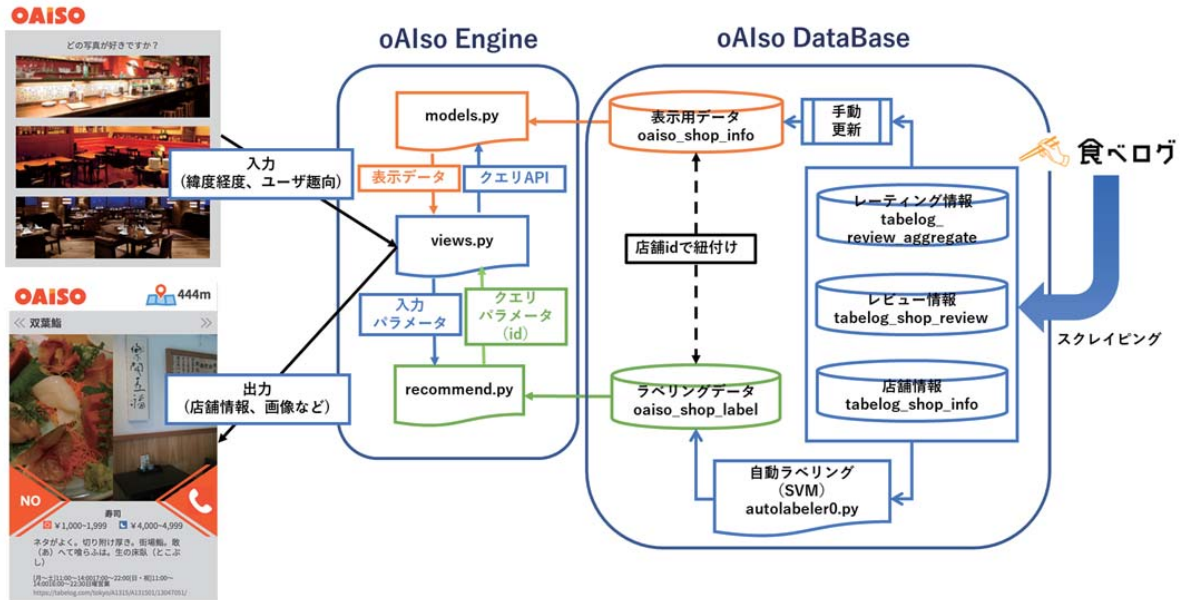 OAISO
どの写真が好きですか？
入力
（緯度経度、ユーザ趣向）
OAISO
444m
双葉鮨
出力
（店舗情報、画像など）
NO
寿司
￥1,000~1,999
￥4,000~4,999
ネタがよく。切り附け厚き。街場鮨。敢
（あ）へて喰らふは。生の床臥（とこぶ
し）
https://tabelog.com/tokyo/A1315/A131501/13047051/
oAIso Engine
models.py
表示データ
クエリAPI
views.py
入力
パラメータ
クエリ
パラメータ
（id）
recommend.py
oAIso DataBase
表示用データ
oaiso_shop_info
手動
更新
店舗idで紐付け
ラベリングデータ
oaiso_shop_label
レーティング情報
tabelog_
review_aggregate
レビュー情報
tabelog_shop_review
店舗情報
tabelog_shop_info
自動ラベリング
（SVM）
autolabeler0.py
食べログ
スクレイピング